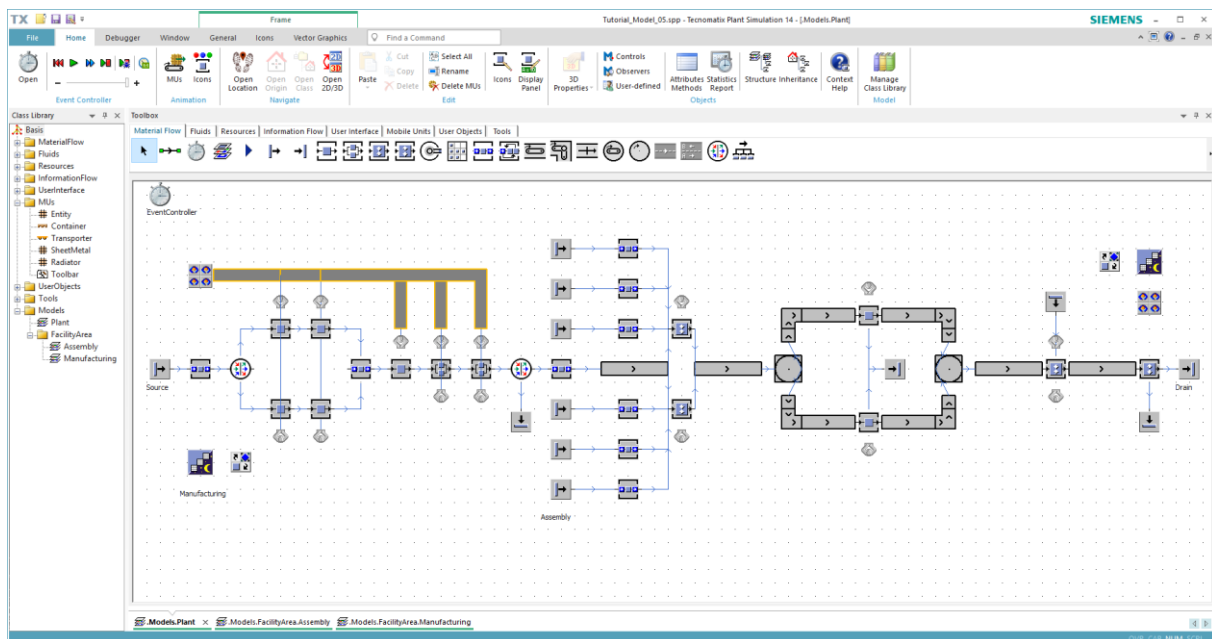 TX
Frame
Tutorial_Model_05.spp - Tecnomatix Plant Simulation 14 - [.Models.Plant]
SIEMENS
File Home Debugger Window General Icons Vector Graphics Find a Command
Open
Event Controller
MUs Icons
Animation
Open Location
Open Origin
Open Class
Open 2D/3D
Navigate
Paste
Cut
Copy
Delete
Select All
Rename
Delete MUs
Edit
Icons
Display Panel
3D Properties
Controls
Observers
User-defined
Attributes Methods
Statistics Report
Structure
Inheritance
Objects
Context Help
Manage Class Library
Model
Class Library
Toolbox
Basis
MaterialFlow
Fluids
Resources
InformationFlow
UserInterface
MUs
Entity
Container
Transporter
SheetMetal
Radiator
Toolbar
UserObjects
Tools
Models
Plant
FacilityArea
Assembly
Manufacturing
Material Flow Fluids Resources Information Flow User Interface Mobile Units User Objects Tools
EventController
Source
Drain
Manufacturing
Assembly
.Models.Plant .Models.FacilityArea.Assembly .Models.FacilityArea.Manufacturing
OVR CAP NUM SCRL